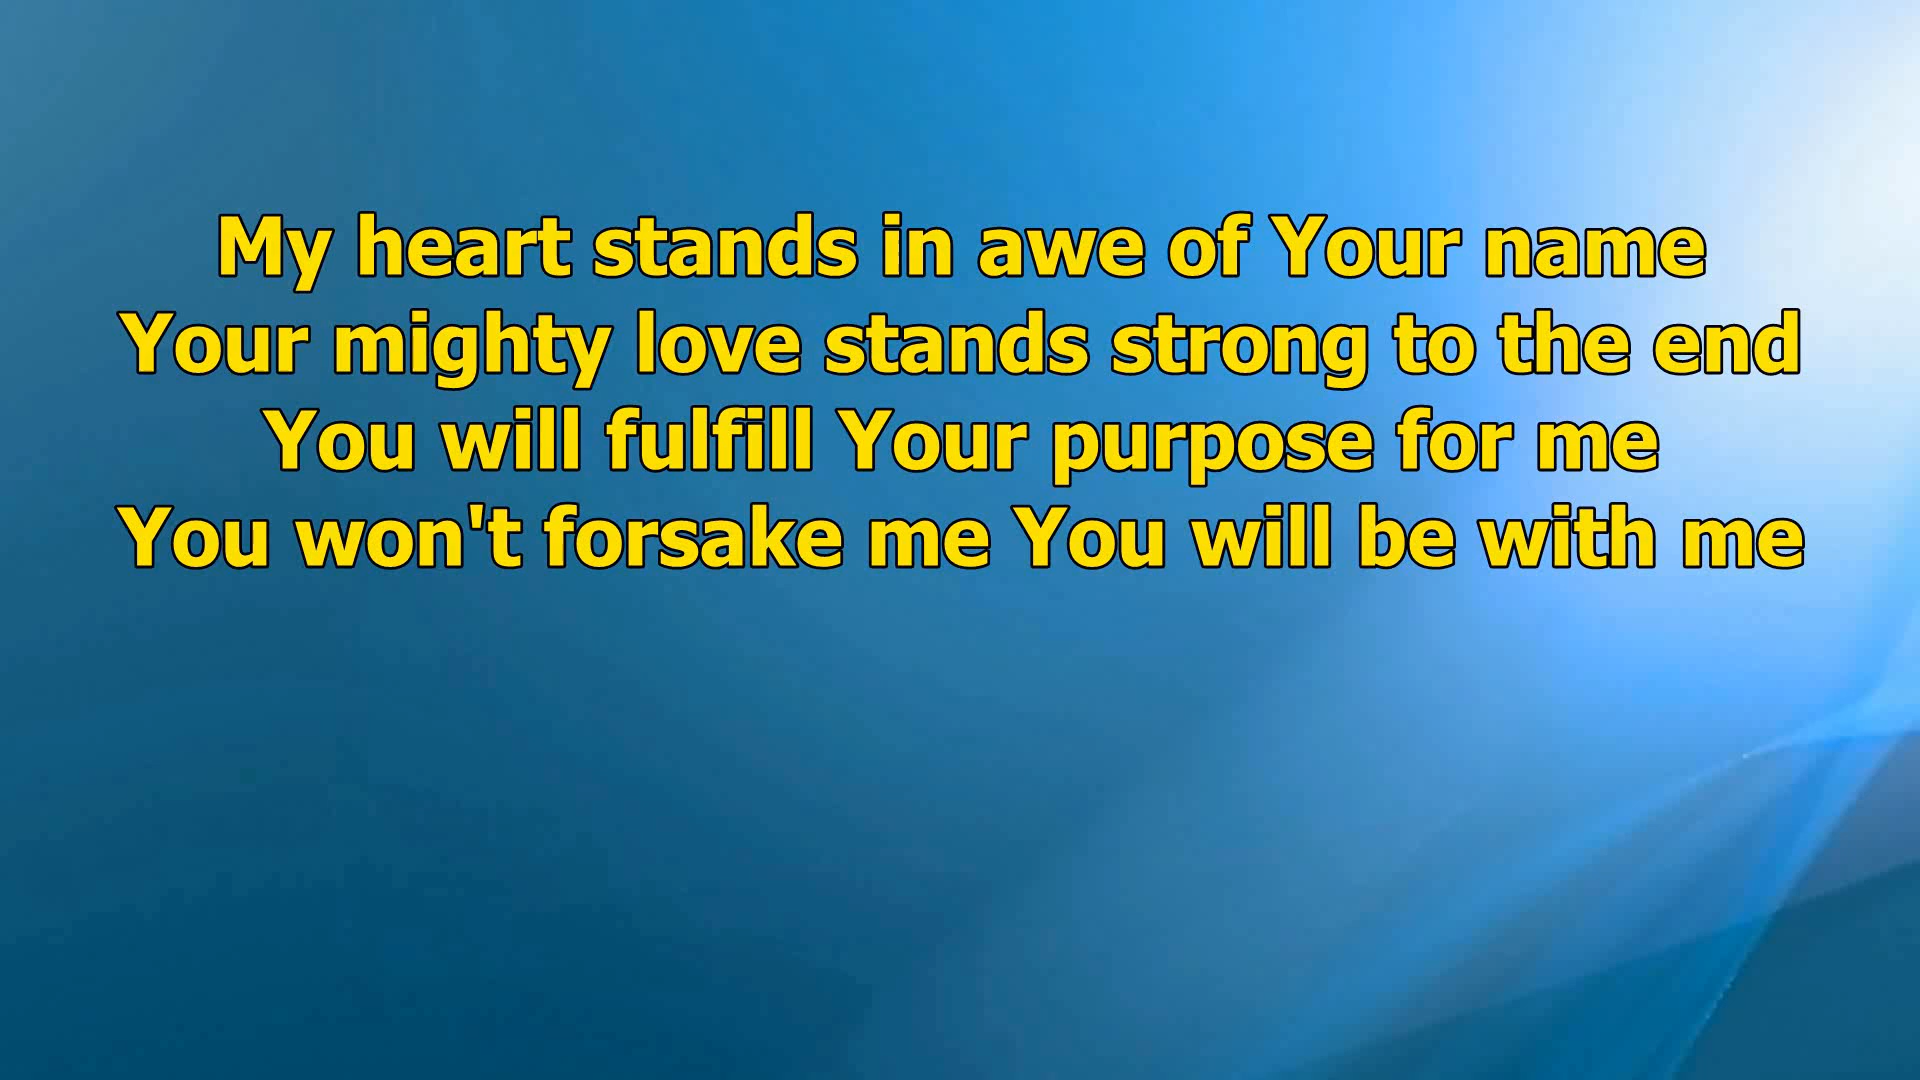 My heart stands in awe of Your name
Your mighty love stands strong to the end
You will fulfill Your purpose for me
You won't forsake me You will be with me